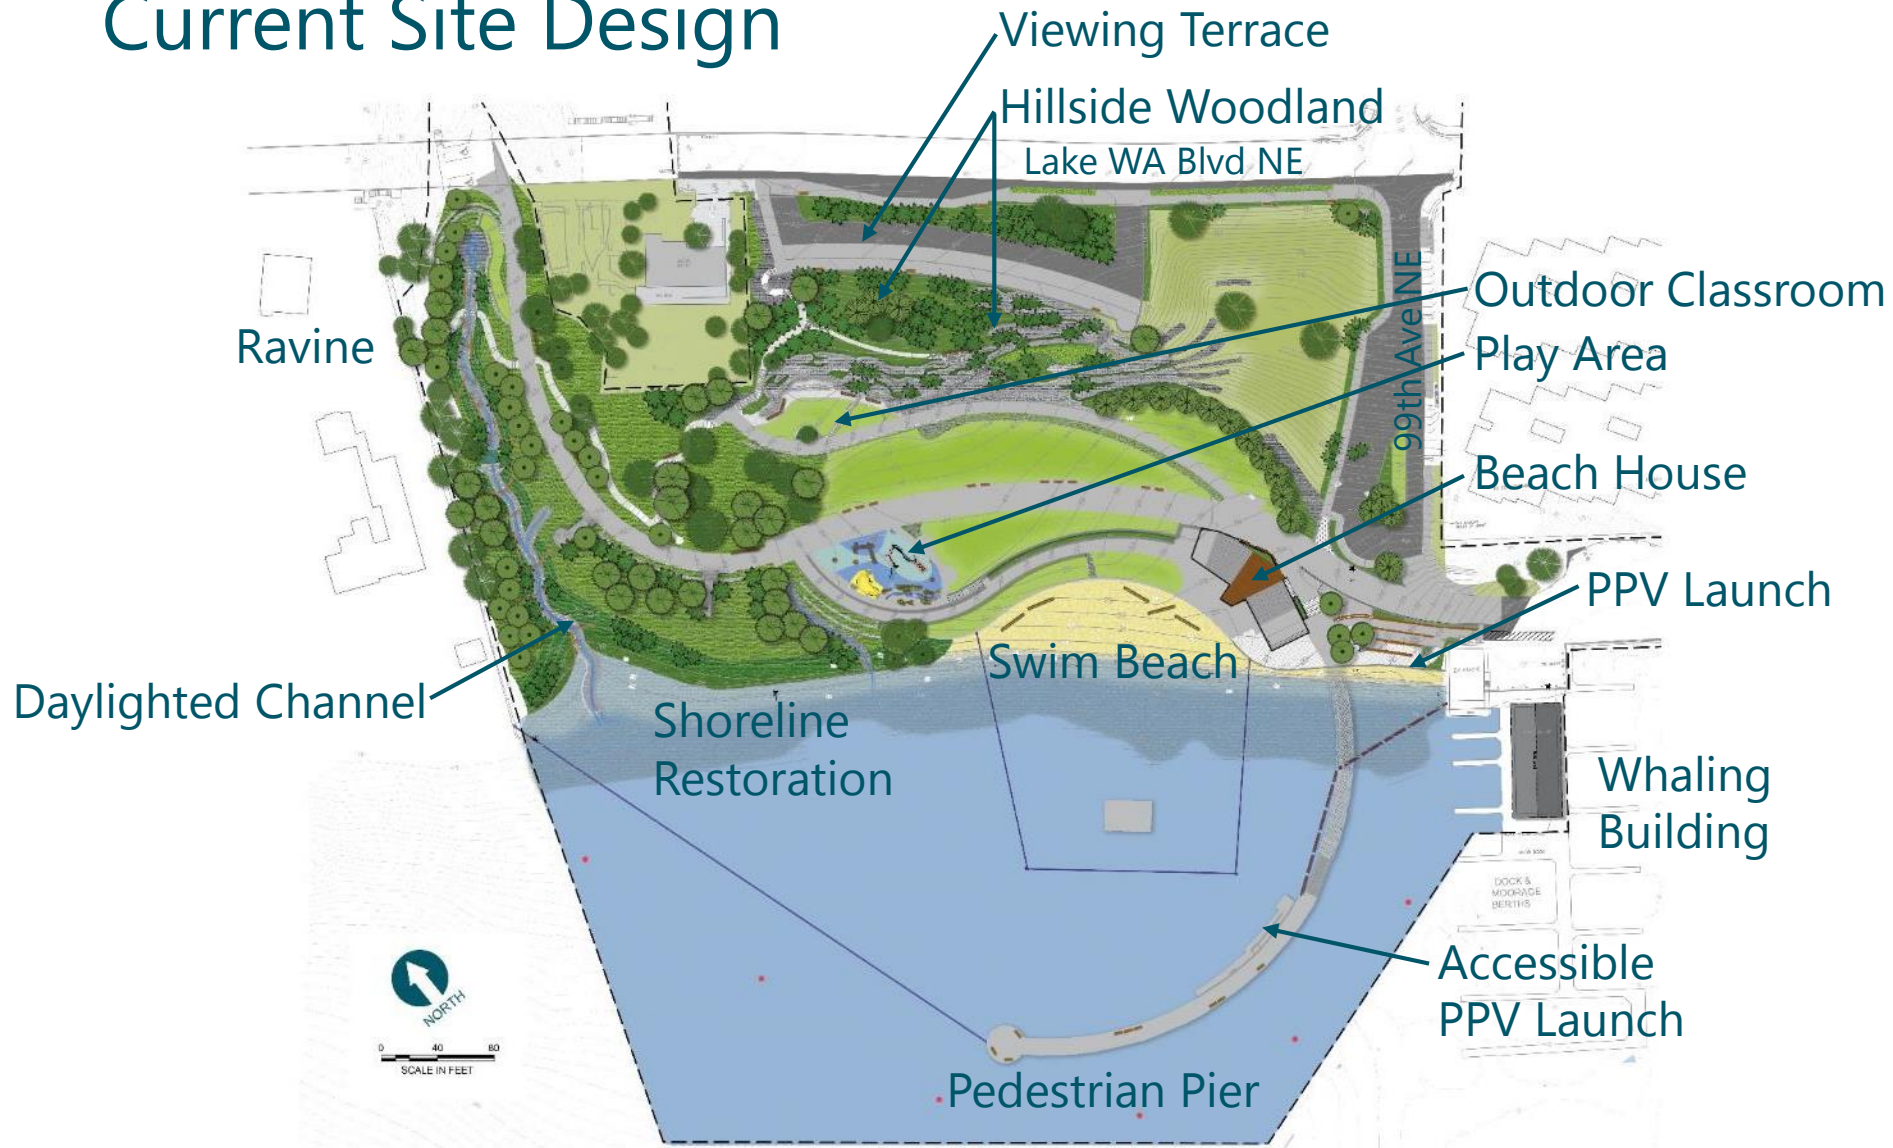 Current Site Design
Viewing Terrace
Hillside Woodland
Lake WA Blvd NE
99th Ave NE
Outdoor Classroom
Ravine
Play Area
Beach House
PPV Launch
Swim Beach
Daylighted Channel
Shoreline
Restoration
Whaling
Building
DOCK &
MOORAGE
BERTHS
Accessible
PPV Launch
NORTH
0 40 80
SCALE IN FEET
Pedestrian Pier